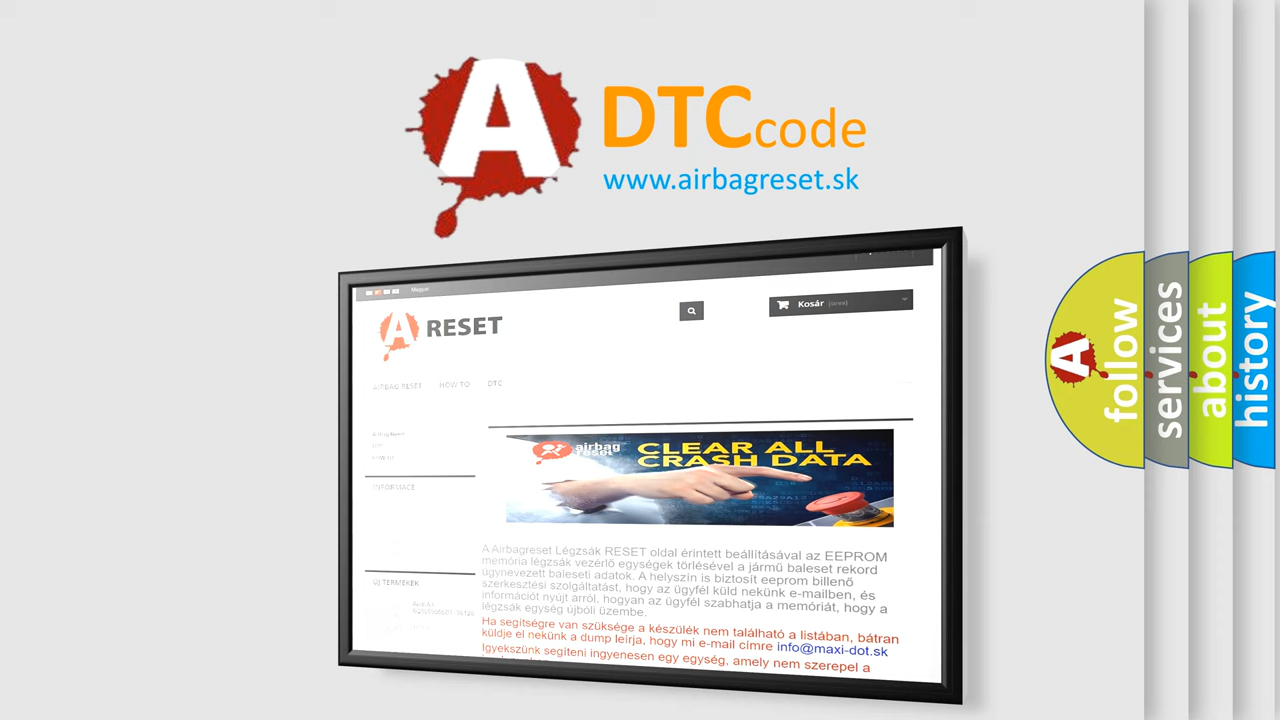 A DTC code
www.airbagreset.sk
Magyar
A RESET
Kosár (üres)
AIRBAG RESET HOW TO DTC
INFORMACE
ÚJ TERMÉKEK
airbag
reset
CLEAR ALL
CRASH DATA
A Airbagreset Légzsák RESET oldal érintett beállításával az EEPROM
memória légzsák vezérlő egységek törlésével a jármű baleset rekord
úgynevezett baleseti adatok. A helyszín is biztosít eeprom billenő
szerkesztési szolgáltatást, hogy az ügyfél küld nekünk e-mailben, és
információt nyújt arról, hogyan az ügyfél szabhatja a memóriát, hogy a
légzsák egység újbóli üzembe.
Ha segítségre van szüksége a készülék nem található a listában, bátran
küldje el nekünk a dump leírja, hogy mi e-mail címre info@maxi-dot.sk
Igyekszünk segíteni ingyenesen egy egység, amely nem szerepel a
A
follow
services
about
history